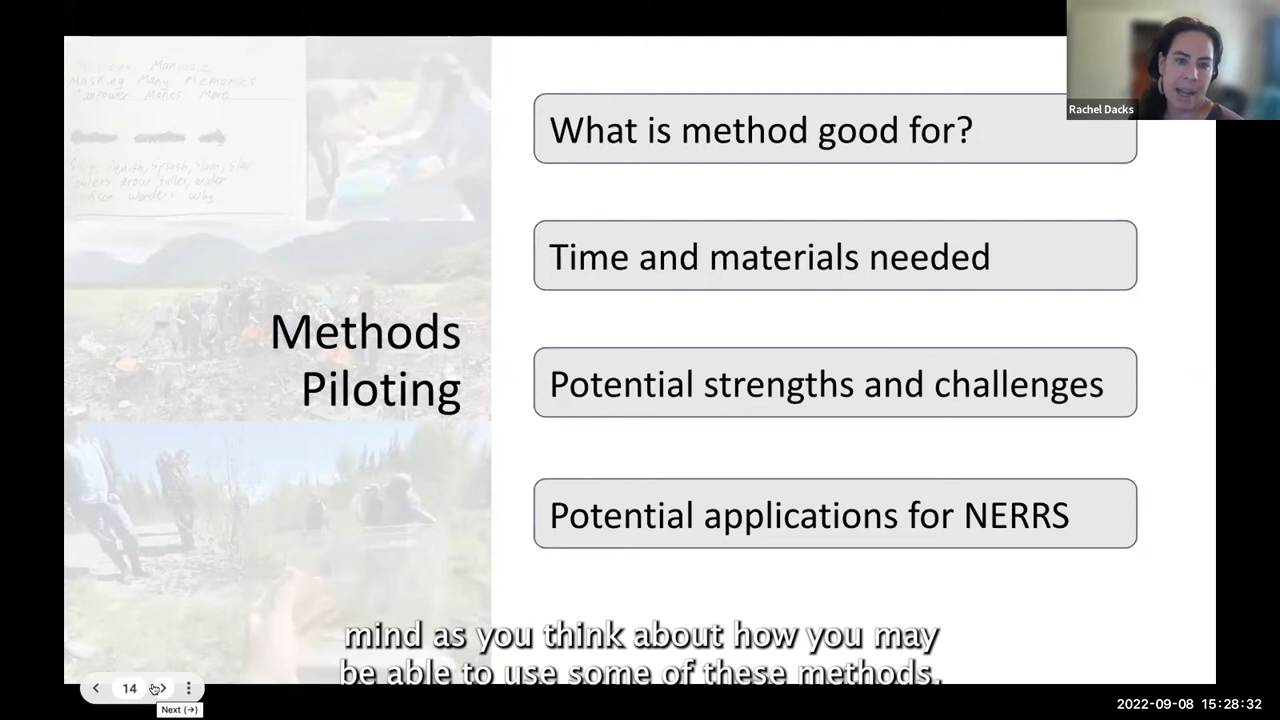 Rachel Dacks
What is method good for?
Time and materials needed
Methods
Piloting
Potential strengths and challenges
Potential applications for NERRS
mind as you think about how you may
be able to use some of these methods.
14
Next (→)
2022-09-08 15:28:32